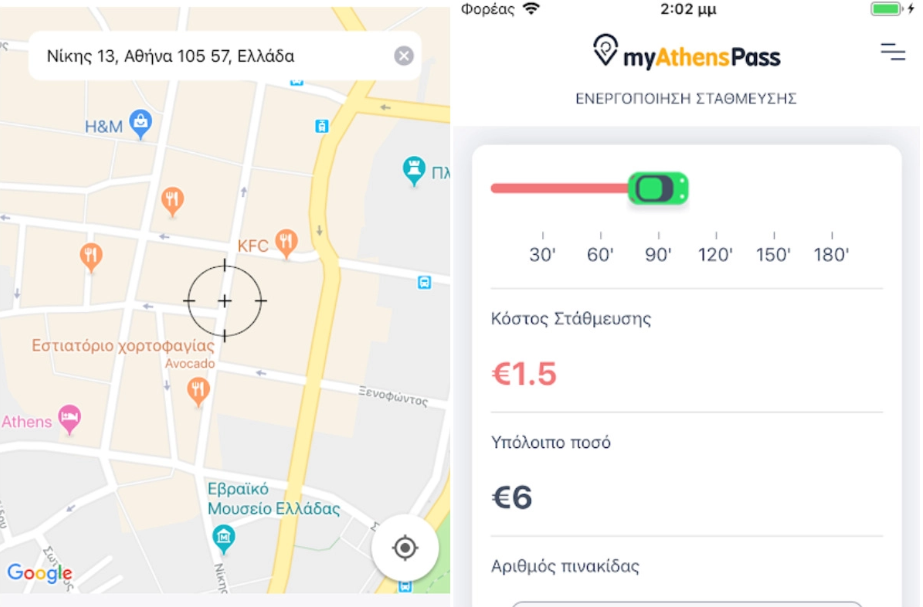 Νίκης 13, Αθήνα 105 57, Ελλάδα
H&M
KFC
Εστιατόριο χορτοφαγίας
Avocado
Ξενοφώντος
Athens
Εβραϊκό
Μουσείο Ελλάδας
Νίκης
Google
Φορέας
2:02 μμ
myAthensPass
ΕΝΕΡΓΟΠΟΙΗΣΗ ΣΤΑΘΜΕΥΣΗΣ
30' 60' 90' 120' 150' 180'
Κόστος Στάθμευσης
€1.5
Υπόλοιπο ποσό
€6
Αριθμός πινακίδας